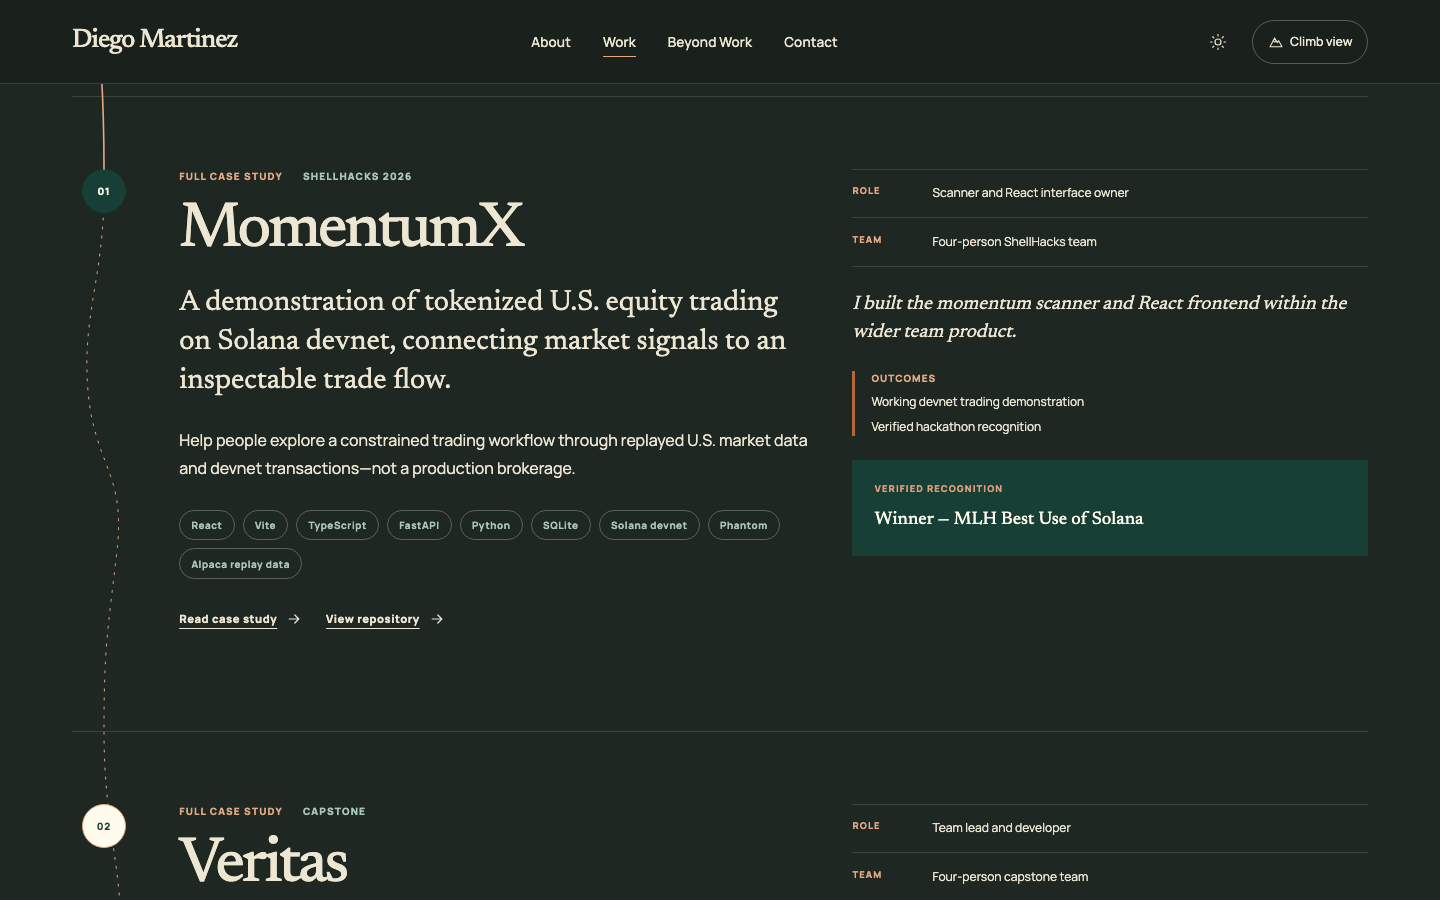 Diego Martinez
About
Work
Beyond Work
Contact
Climb view
01
FULL CASE STUDY
SHELLHACKS 2026
MomentumX
A demonstration of tokenized U.S. equity trading
on Solana devnet, connecting market signals to an
inspectable trade flow.
Help people explore a constrained trading workflow through replayed U.S. market data
and devnet transactions—not a production brokerage.
React
Vite
TypeScript
FastAPI
Python
SQLite
Solana devnet
Phantom
Alpaca replay data
Read case study →
View repository →
ROLE
Scanner and React interface owner
TEAM
Four-person ShellHacks team
I built the momentum scanner and React frontend within the
wider team product.
OUTCOMES
Working devnet trading demonstration
Verified hackathon recognition
VERIFIED RECOGNITION
Winner — MLH Best Use of Solana
02
FULL CASE STUDY
CAPSTONE
Veritas
ROLE
Team lead and developer
TEAM
Four-person capstone team